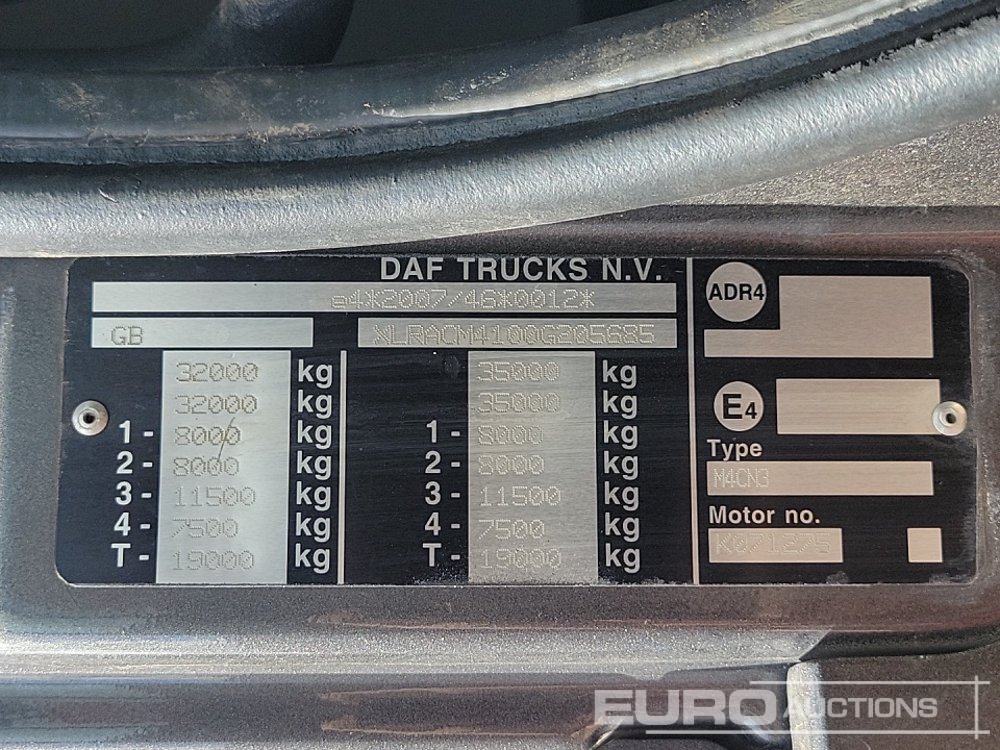 DAF TRUCKS N.V.
e4*2007/46*0012*
GB XLRACM4100G205685
32000 kg 35000 kg
32000 kg 35000 kg
1- 8000 kg 1- 8000 kg
2- 8000 kg 2- 8000 kg
3- 11500 kg 3- 11500 kg
4- 7500 kg 4- 7500 kg
T- 19000 kg T- 19000 kg
ADR4
E4
Type
M4CN3
Motor no.
K071275
EURO AUCTIONS